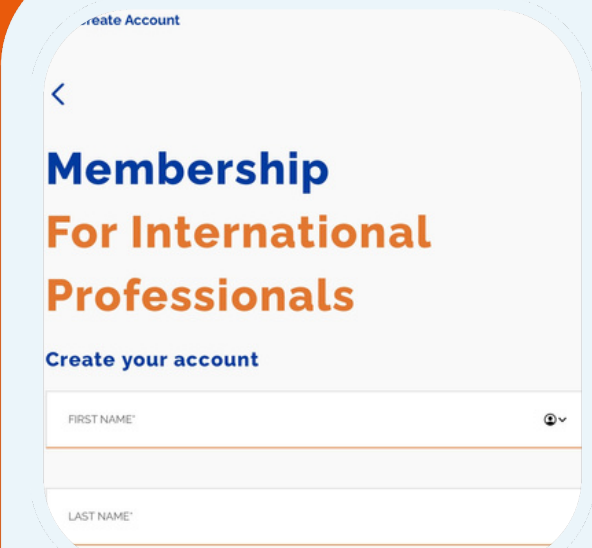 Create Account
Membership
For International
Professionals
Create your account
FIRST NAME*
LAST NAME*